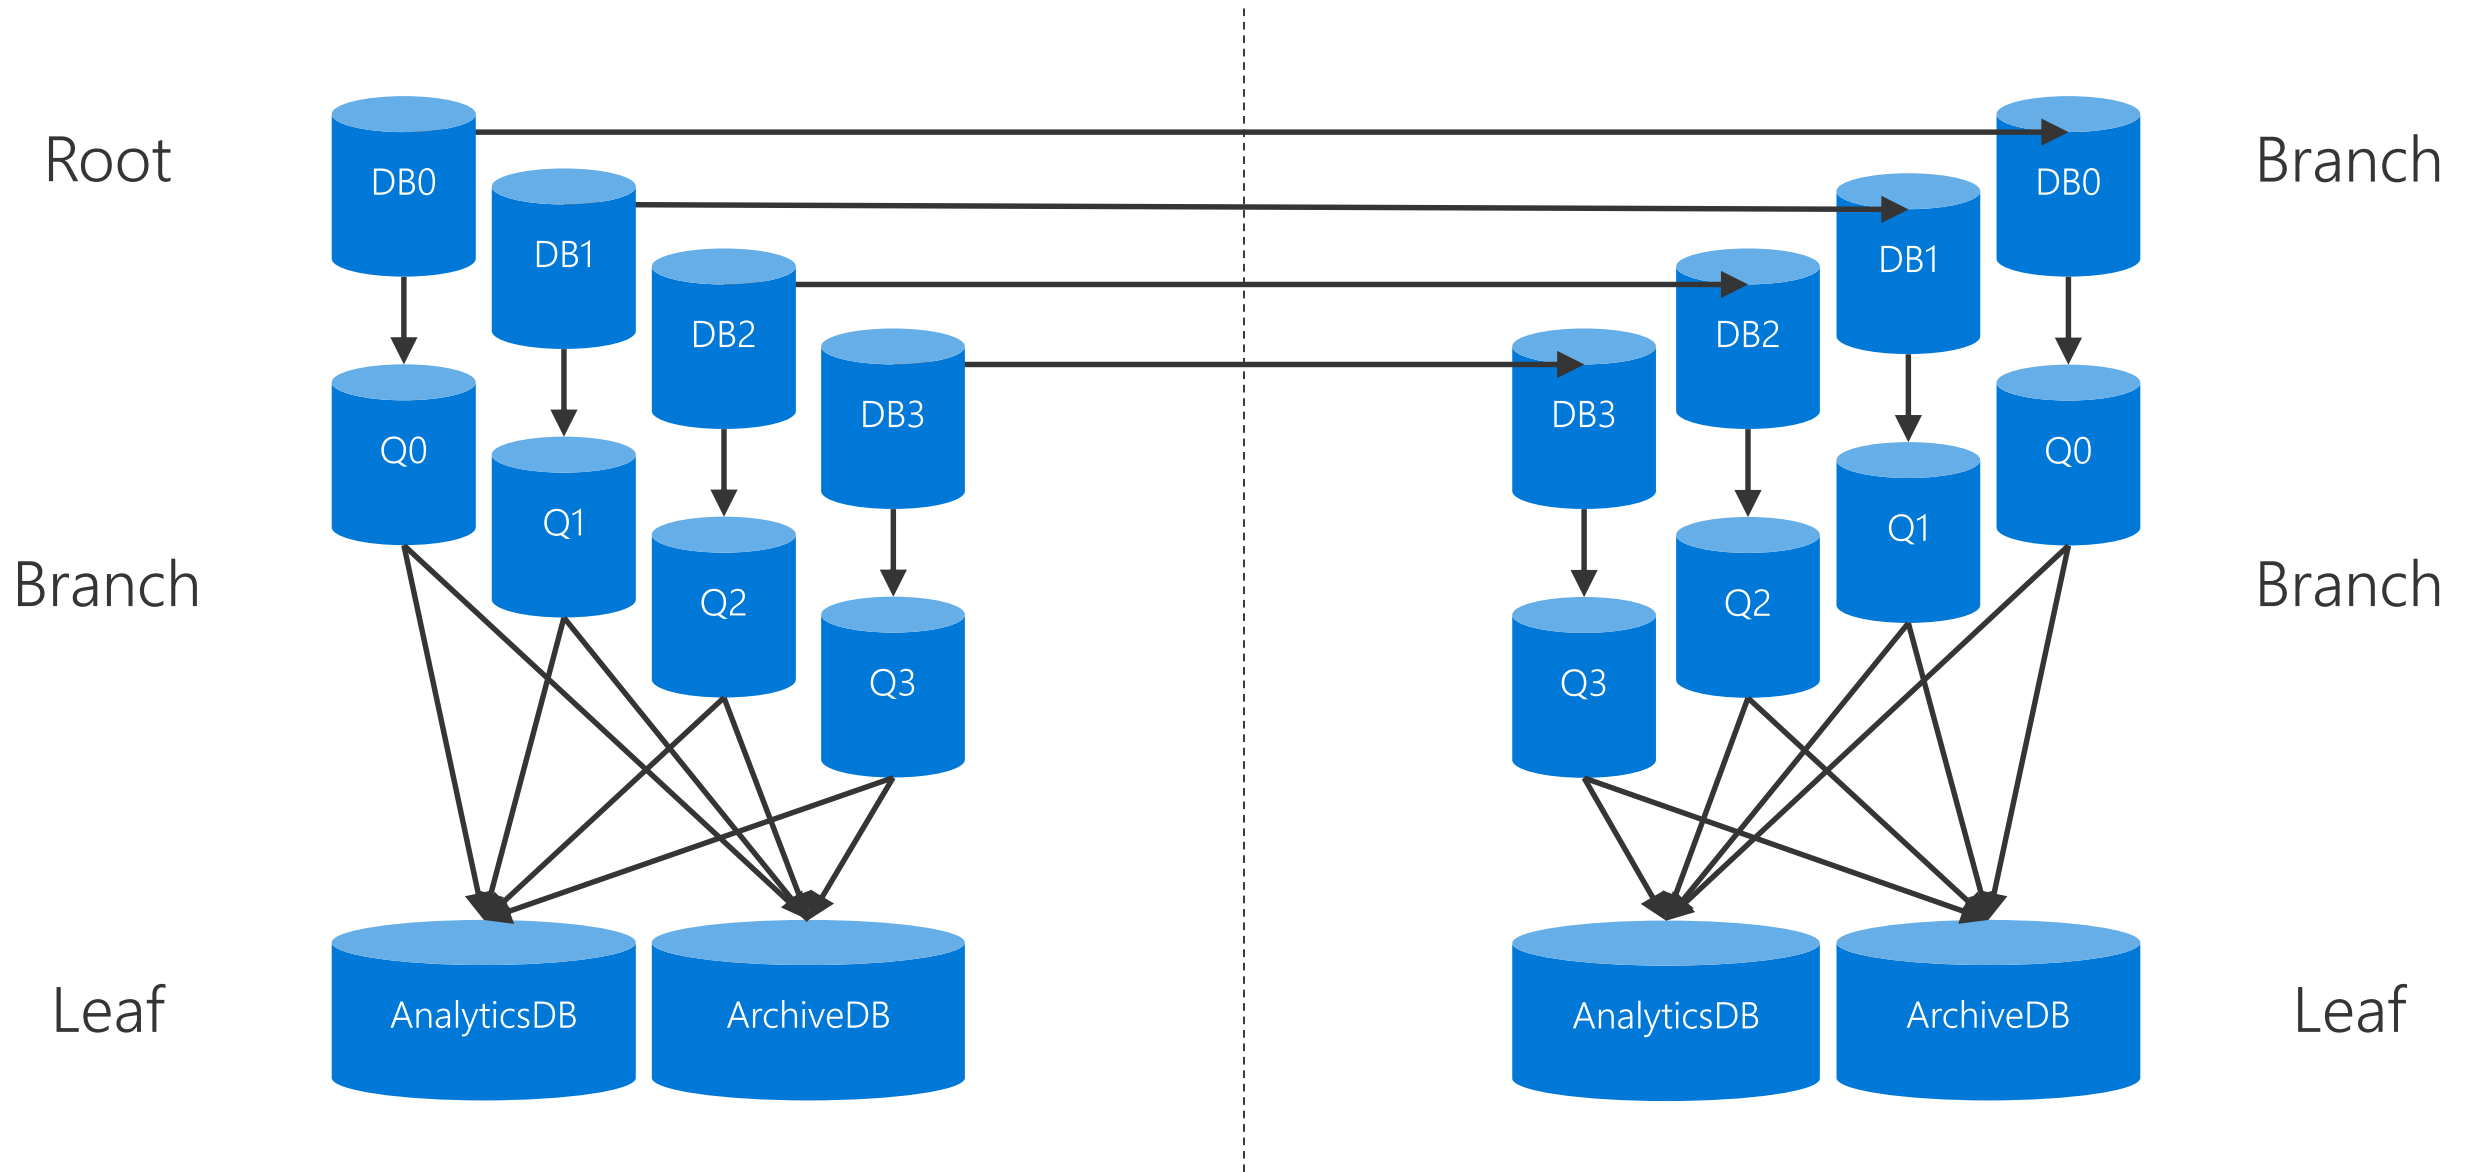 Root
DB0
DB0
Branch
DB1
DB1
DB2
DB2
DB3
DB3
Q0
Q0
Q1
Q1
Branch
Branch
Q2
Q2
Q3
Q3
Leaf
AnalyticsDB
ArchiveDB
AnalyticsDB
ArchiveDB
Leaf